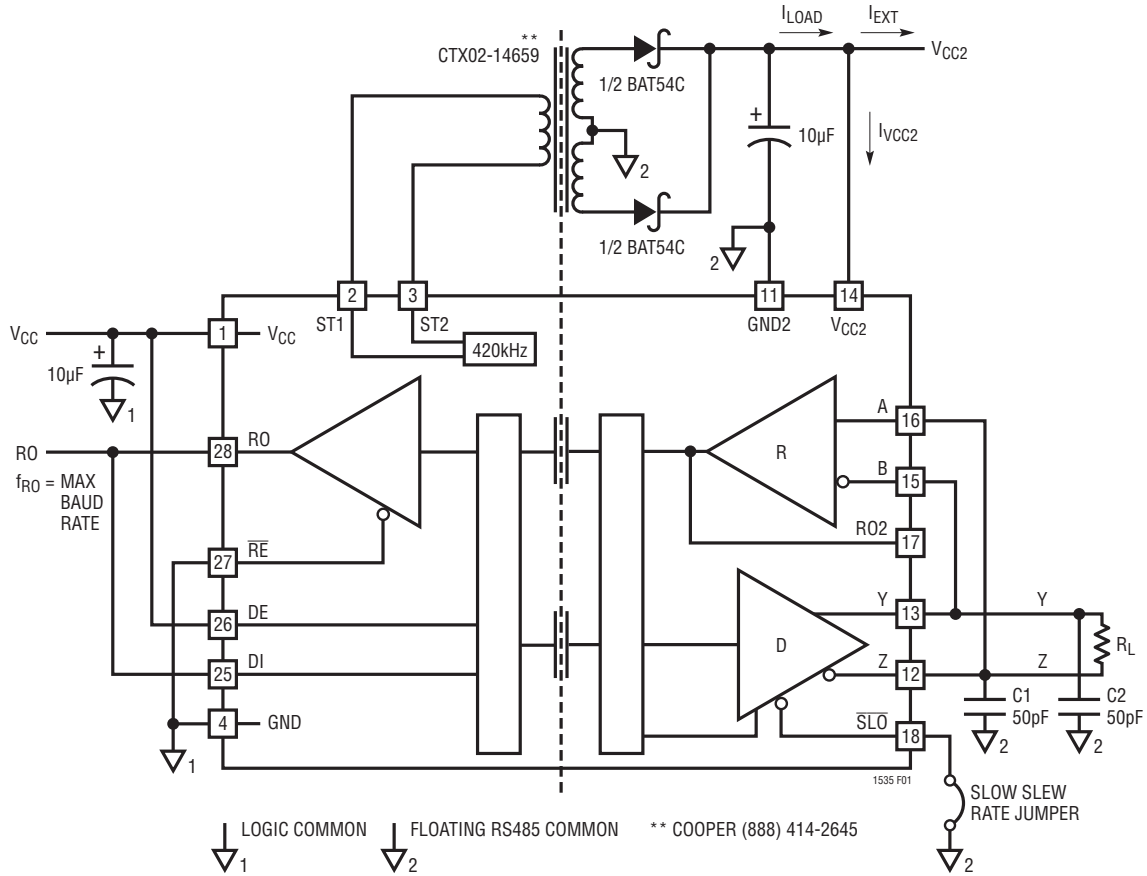 I_LOAD
I_EXT
**
CTX02-14659
V_CC2
1/2 BAT54C
+
10µF
I_VCC2
2
1/2 BAT54C
2
2
3
11
14
ST1
ST2
GND2
V_CC2
V_CC
1
V_CC
420kHz
+
10µF
1
A
16
RO
28
RO
R
B
15
f_RO = MAX
BAUD
RATE
RO2
17
27
R̅E̅
Y
13
Y
26
DE
D
R_L
25
DI
Z
12
Z
C1
50pF
C2
50pF
4
GND
S̅L̅O̅
18
2
2
1
1535 F01
SLOW SLEW
RATE JUMPER
LOGIC COMMON
FLOATING RS485 COMMON
** COOPER (888) 414-2645
1
2
2